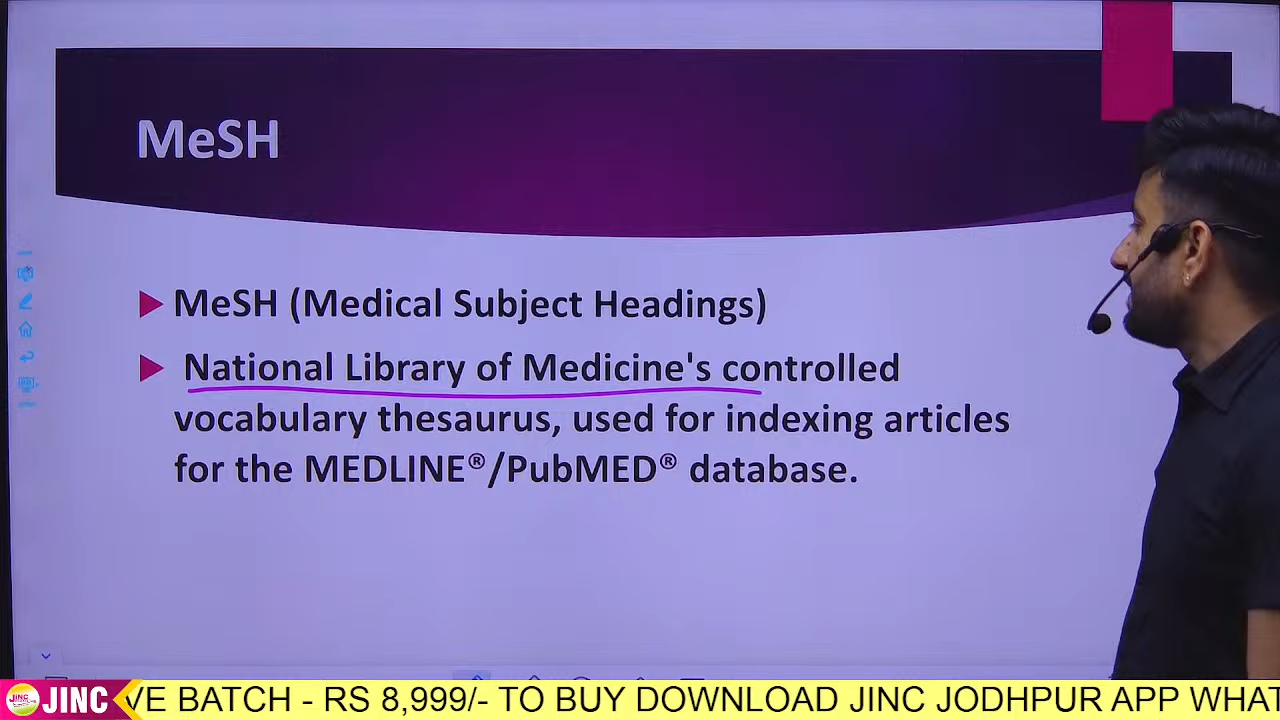 MeSH
MeSH (Medical Subject Headings)
National Library of Medicine's controlled
vocabulary thesaurus, used for indexing articles
for the MEDLINE®/PubMED® database.
JINC
VE BATCH - RS 8,999/- TO BUY DOWNLOAD JINC JODHPUR APP WHAT